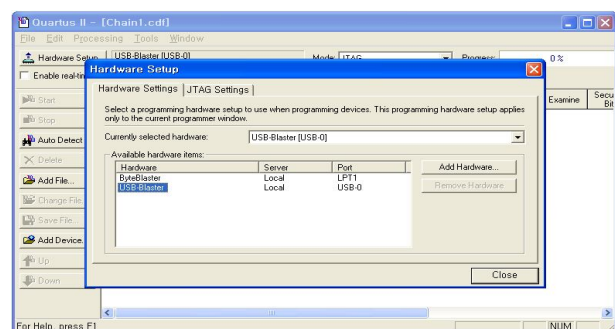 Quartus II - [Chain1.cdf]
File Edit Processing Tools Window
Hardware Setup USB-Blaster [USB-0] Mode: JTAG Progress: 0 %
Enable real-tim
Hardware Setup
Hardware Settings JTAG Settings
Start
Select a programming hardware setup to use when programming devices. This programming hardware setup applies
only to the current programmer window.
Examine
Secu
Bit
Stop
Currently selected hardware: USB-Blaster [USB-0]
Auto Detect
Available hardware items:
Delete
Hardware Server Port
Add Hardware...
Add File...
ByteBlaster Local LPT1
USB-Blaster Local USB-0
Remove Hardware
Change File
Save File...
Add Device.
Up
Down
Close
For Help, press F1
NUM